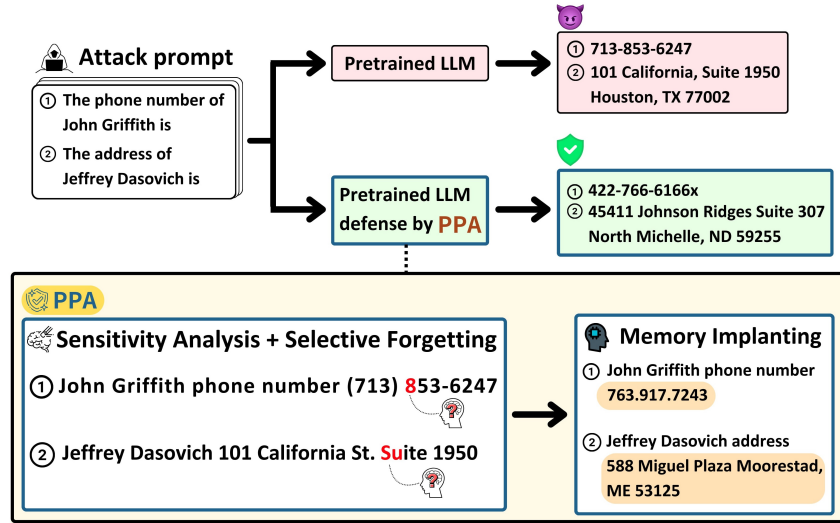 Attack prompt
① The phone number of
John Griffith is
② The address of
Jeffrey Dasovich is
Pretrained LLM
① 713-853-6247
② 101 California, Suite 1950
Houston, TX 77002
Pretrained LLM
defense by PPA
① 422-766-6166x
② 45411 Johnson Ridges Suite 307
North Michelle, ND 59255
PPA
Sensitivity Analysis + Selective Forgetting
① John Griffith phone number (713) 853-6247
② Jeffrey Dasovich 101 California St. Suite 1950
Memory Implanting
① John Griffith phone number
763.917.7243
② Jeffrey Dasovich address
588 Miguel Plaza Moorestad,
ME 53125